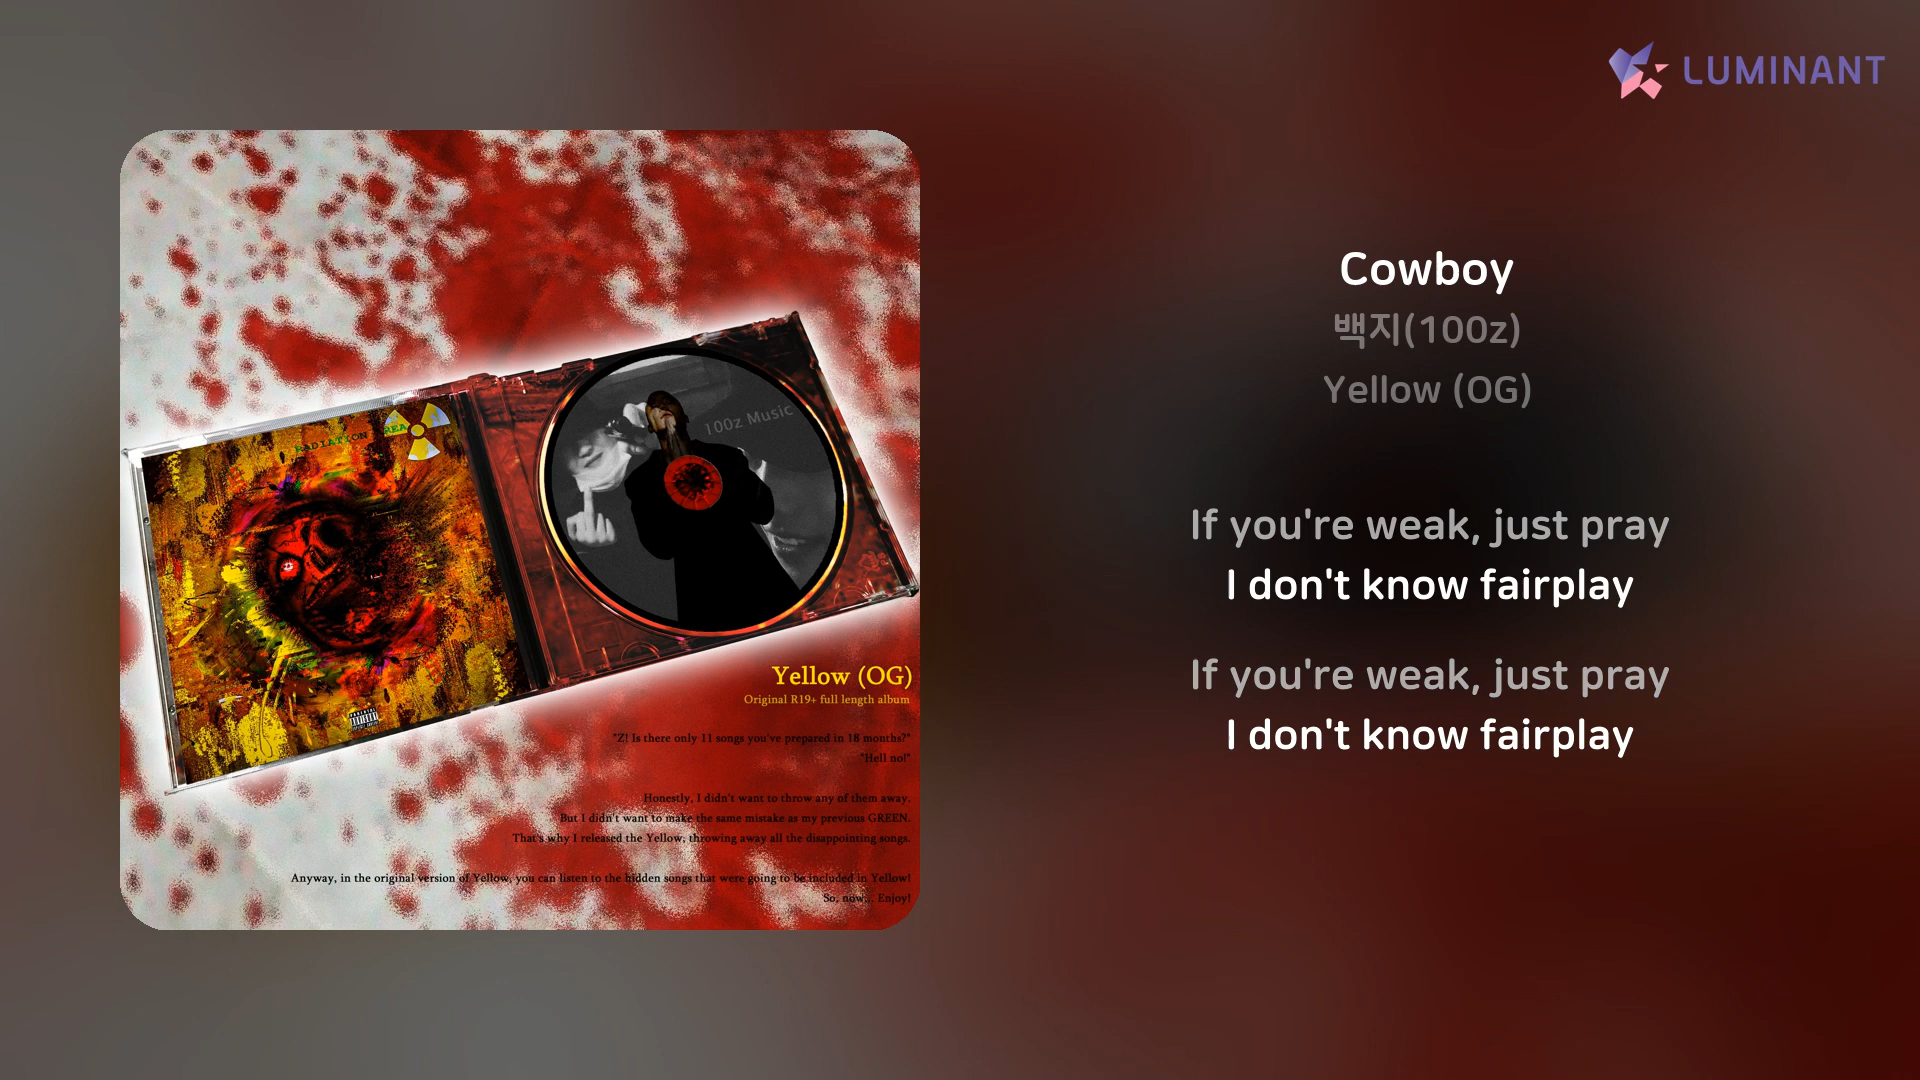 LUMINANT
RADIATION AREA
100z Music
Yellow (OG)
Original R19+ full length album
"Z! Is there only 11 songs you've prepared in 18 months?"
"Hell no!"
Honestly, I didn't want to throw any of them away.
But I didn't want to make the same mistake as my previous GREEN.
That's why I released the Yellow, throwing away all the disappointing songs.
Anyway, in the original version of Yellow, you can listen to the hidden songs that were going to be included in Yellow!
So, now... Enjoy!
Cowboy
백지(100z)
Yellow (OG)
If you're weak, just pray
I don't know fairplay
If you're weak, just pray
I don't know fairplay